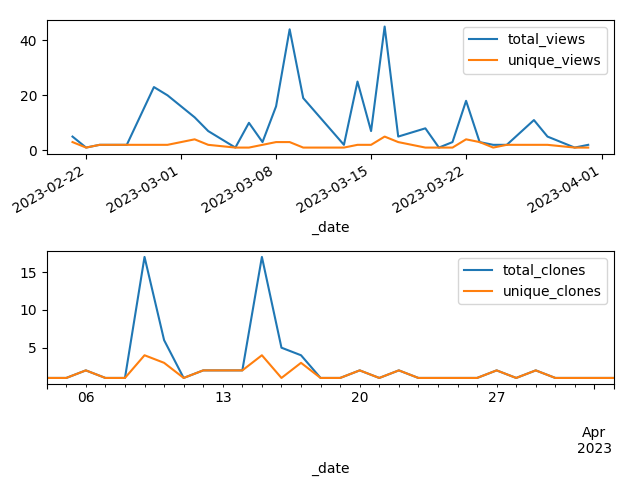 40
20
0
total_views
unique_views
2023-02-22
2023-03-01
2023-03-08
2023-03-15
2023-03-22
2023-04-01
_date
15
10
5
total_clones
unique_clones
06
13
20
27
Apr
2023
_date